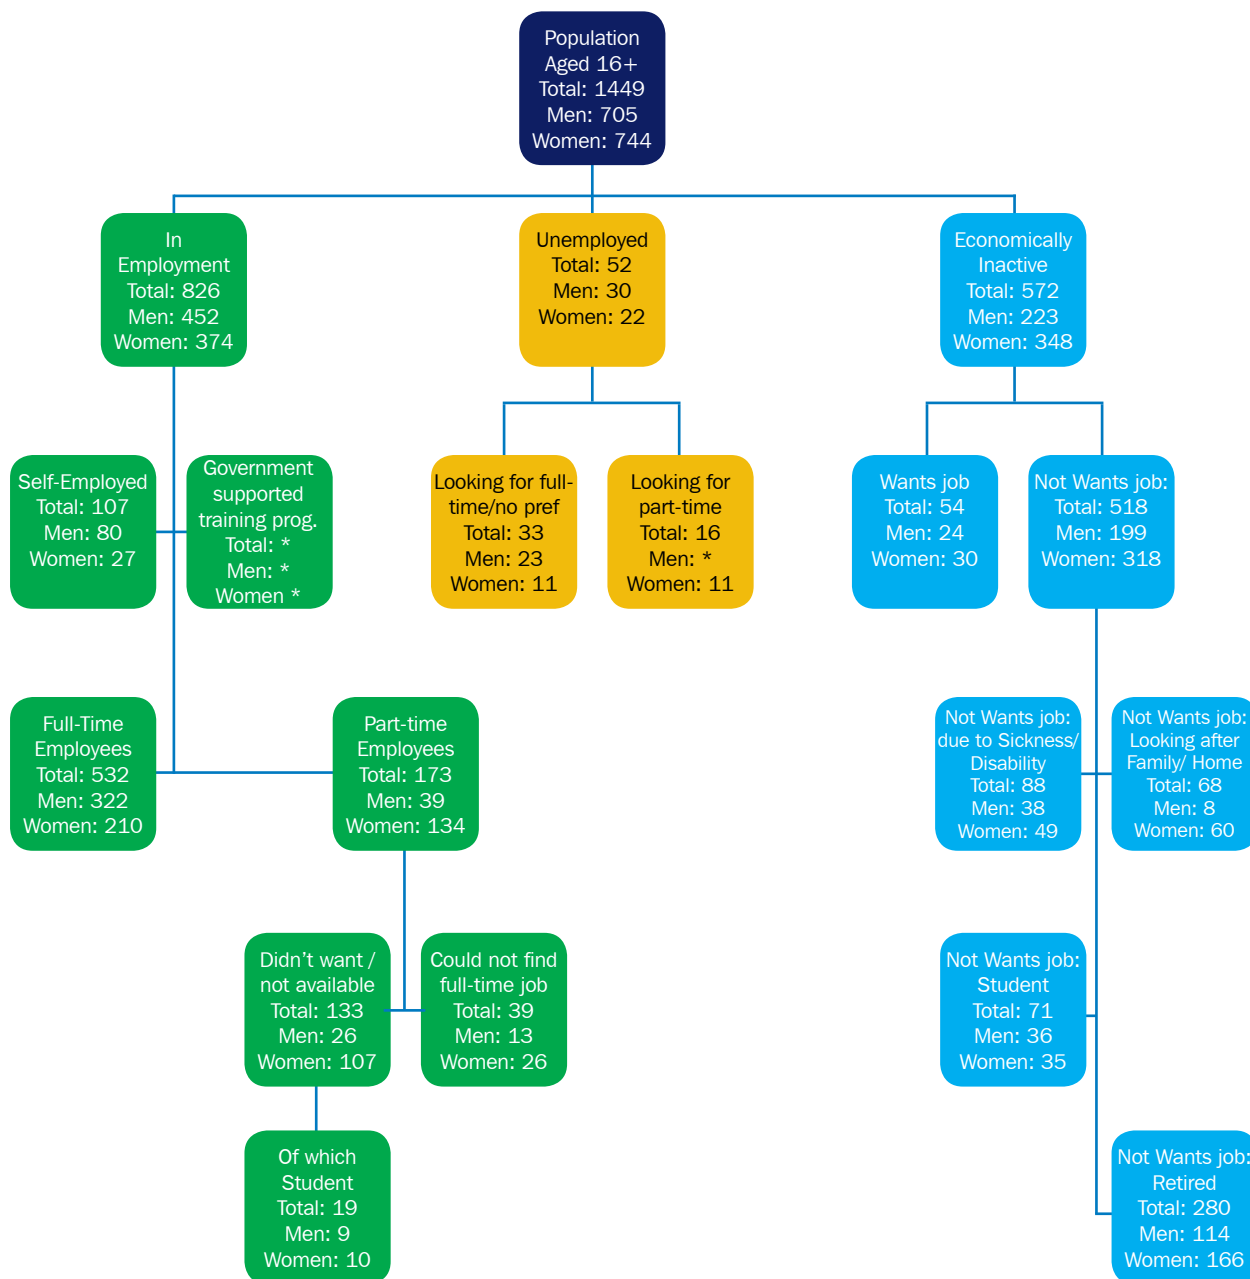 Population
Aged 16+
Total: 1449
Men: 705
Women: 744
In
Employment
Total: 826
Men: 452
Women: 374
Unemployed
Total: 52
Men: 30
Women: 22
Economically
Inactive
Total: 572
Men: 223
Women: 348
Self-Employed
Total: 107
Men: 80
Women: 27
Government
supported
training prog.
Total: *
Men: *
Women *
Looking for full-
time/no pref
Total: 33
Men: 23
Women: 11
Looking for
part-time
Total: 16
Men: *
Women: 11
Wants job
Total: 54
Men: 24
Women: 30
Not Wants job:
Total: 518
Men: 199
Women: 318
Full-Time
Employees
Total: 532
Men: 322
Women: 210
Part-time
Employees
Total: 173
Men: 39
Women: 134
Not Wants job:
due to Sickness/
Disability
Total: 88
Men: 38
Women: 49
Not Wants job:
Looking after
Family/ Home
Total: 68
Men: 8
Women: 60
Didn't want /
not available
Total: 133
Men: 26
Women: 107
Could not find
full-time job
Total: 39
Men: 13
Women: 26
Not Wants job:
Student
Total: 71
Men: 36
Women: 35
Of which
Student
Total: 19
Men: 9
Women: 10
Not Wants job:
Retired
Total: 280
Men: 114
Women: 166